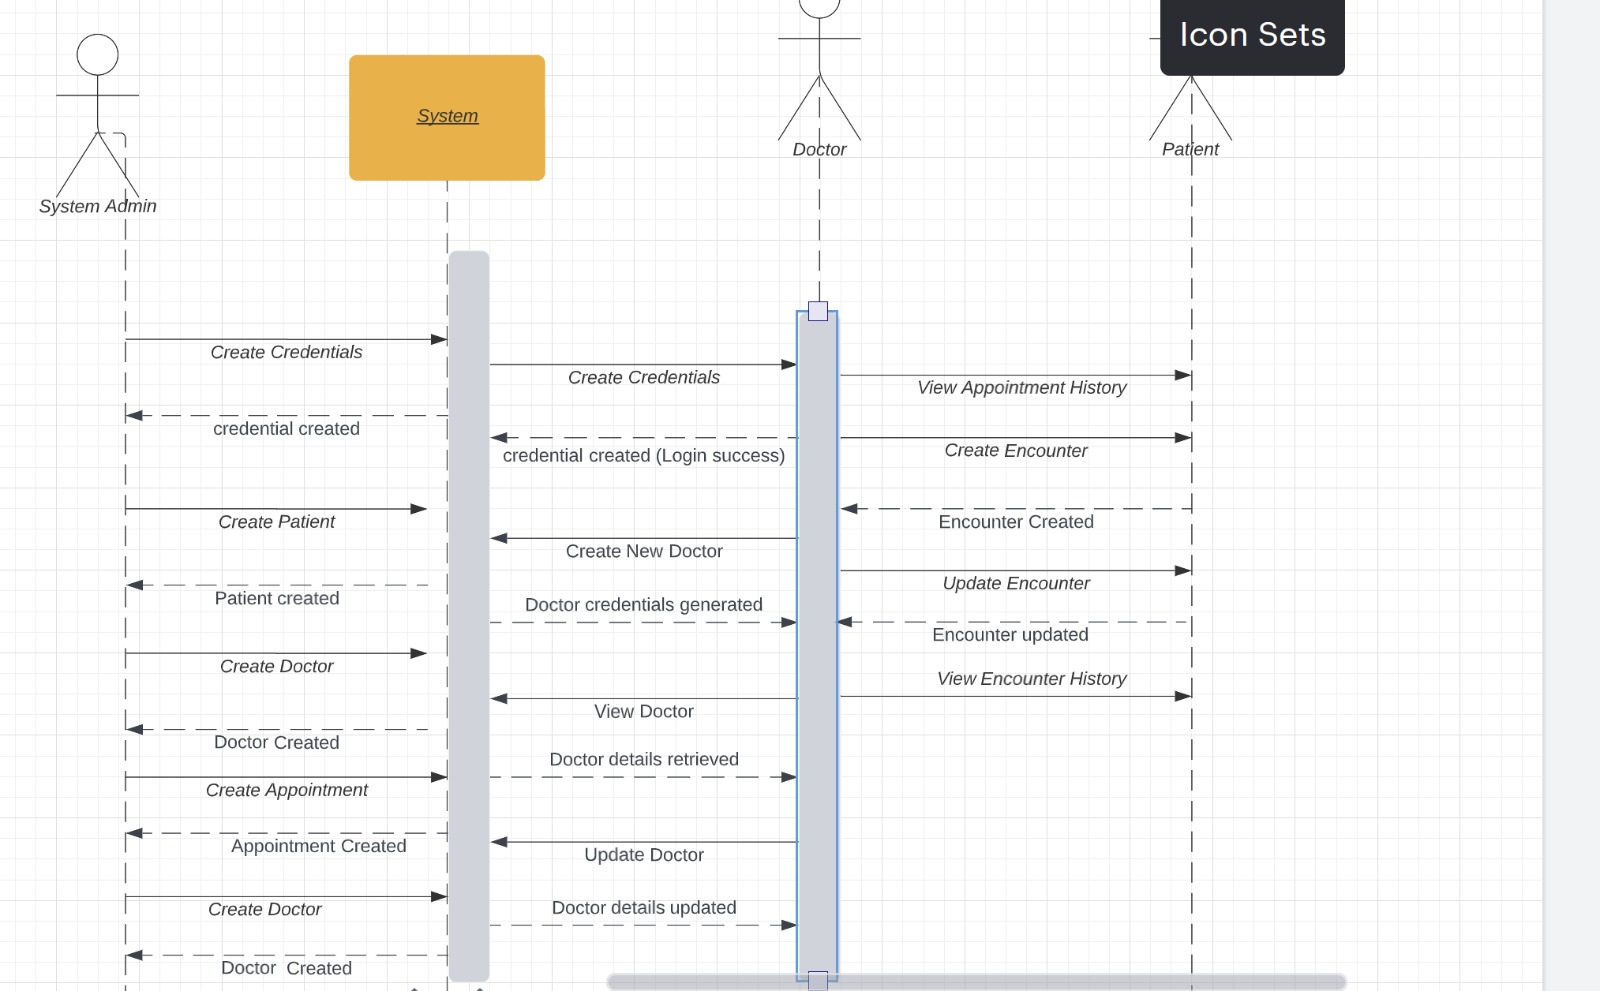 Icon Sets
System
Doctor
Patient
System Admin
Create Credentials
Create Credentials
View Appointment History
credential created
credential created (Login success)
Create Encounter
Create Patient
Encounter Created
Create New Doctor
Update Encounter
Patient created
Doctor credentials generated
Encounter updated
Create Doctor
View Encounter History
View Doctor
Doctor Created
Doctor details retrieved
Create Appointment
Appointment Created
Update Doctor
Create Doctor
Doctor details updated
Doctor  Created